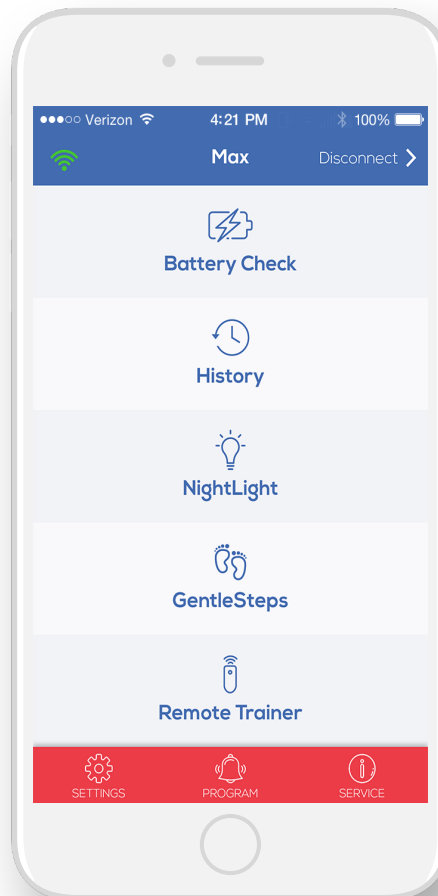 Verizon 4:21 PM 100%
Max Disconnect
Battery Check
History
NightLight
GentleSteps
Remote Trainer
SETTINGS PROGRAM SERVICE